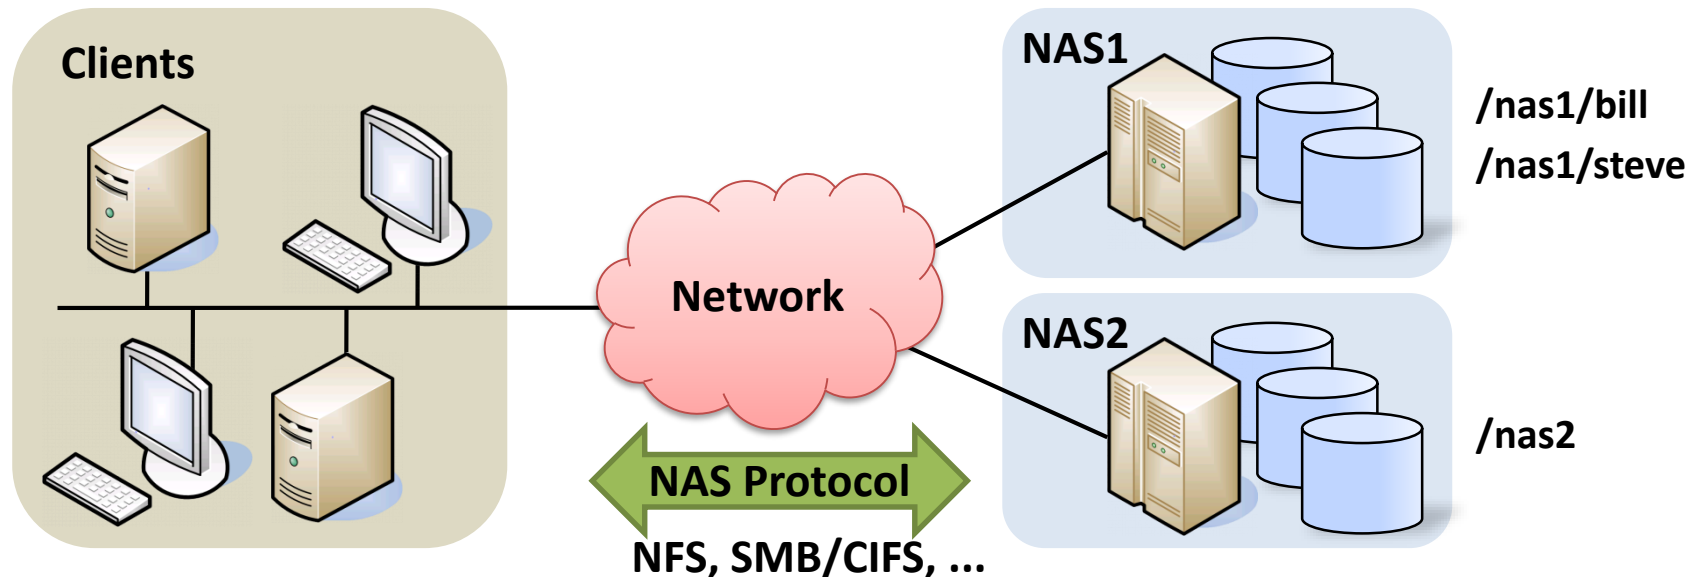 Clients
Network
NAS Protocol
NFS, SMB/CIFS, ...
NAS1
/nas1/bill
/nas1/steve
NAS2
/nas2